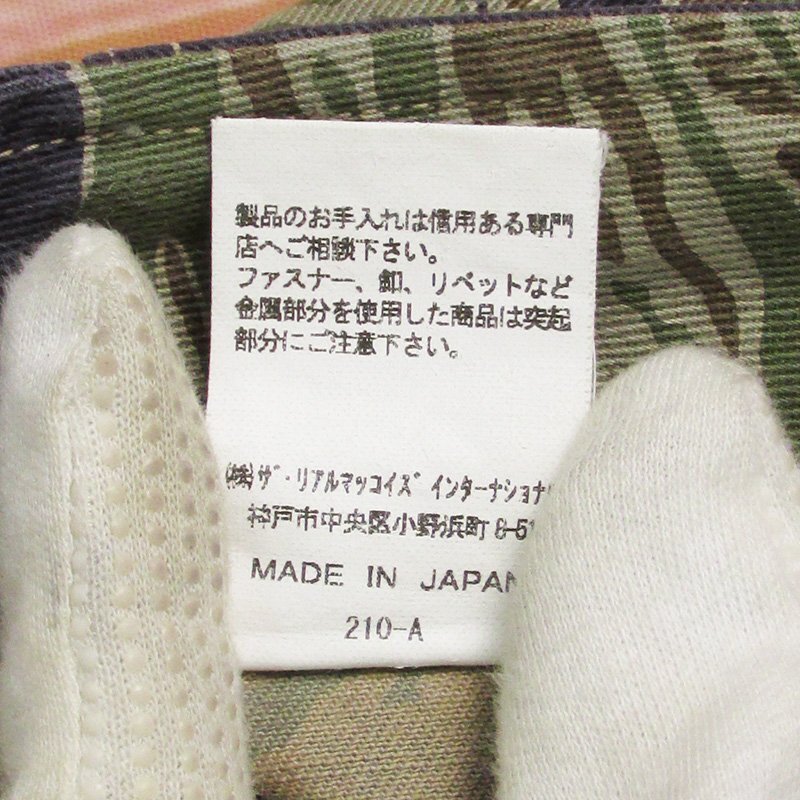 製品のお手入れは信用ある専門
店へご相談下さい。
ファスナー、釦、リベットなど
金属部分を使用した商品は突起
部分にご注意下さい。
㈱ザ・リアルマッコイズ インターナショナ
神戸市中央区小野浜町 8-5
MADE IN JAPAN
210-A